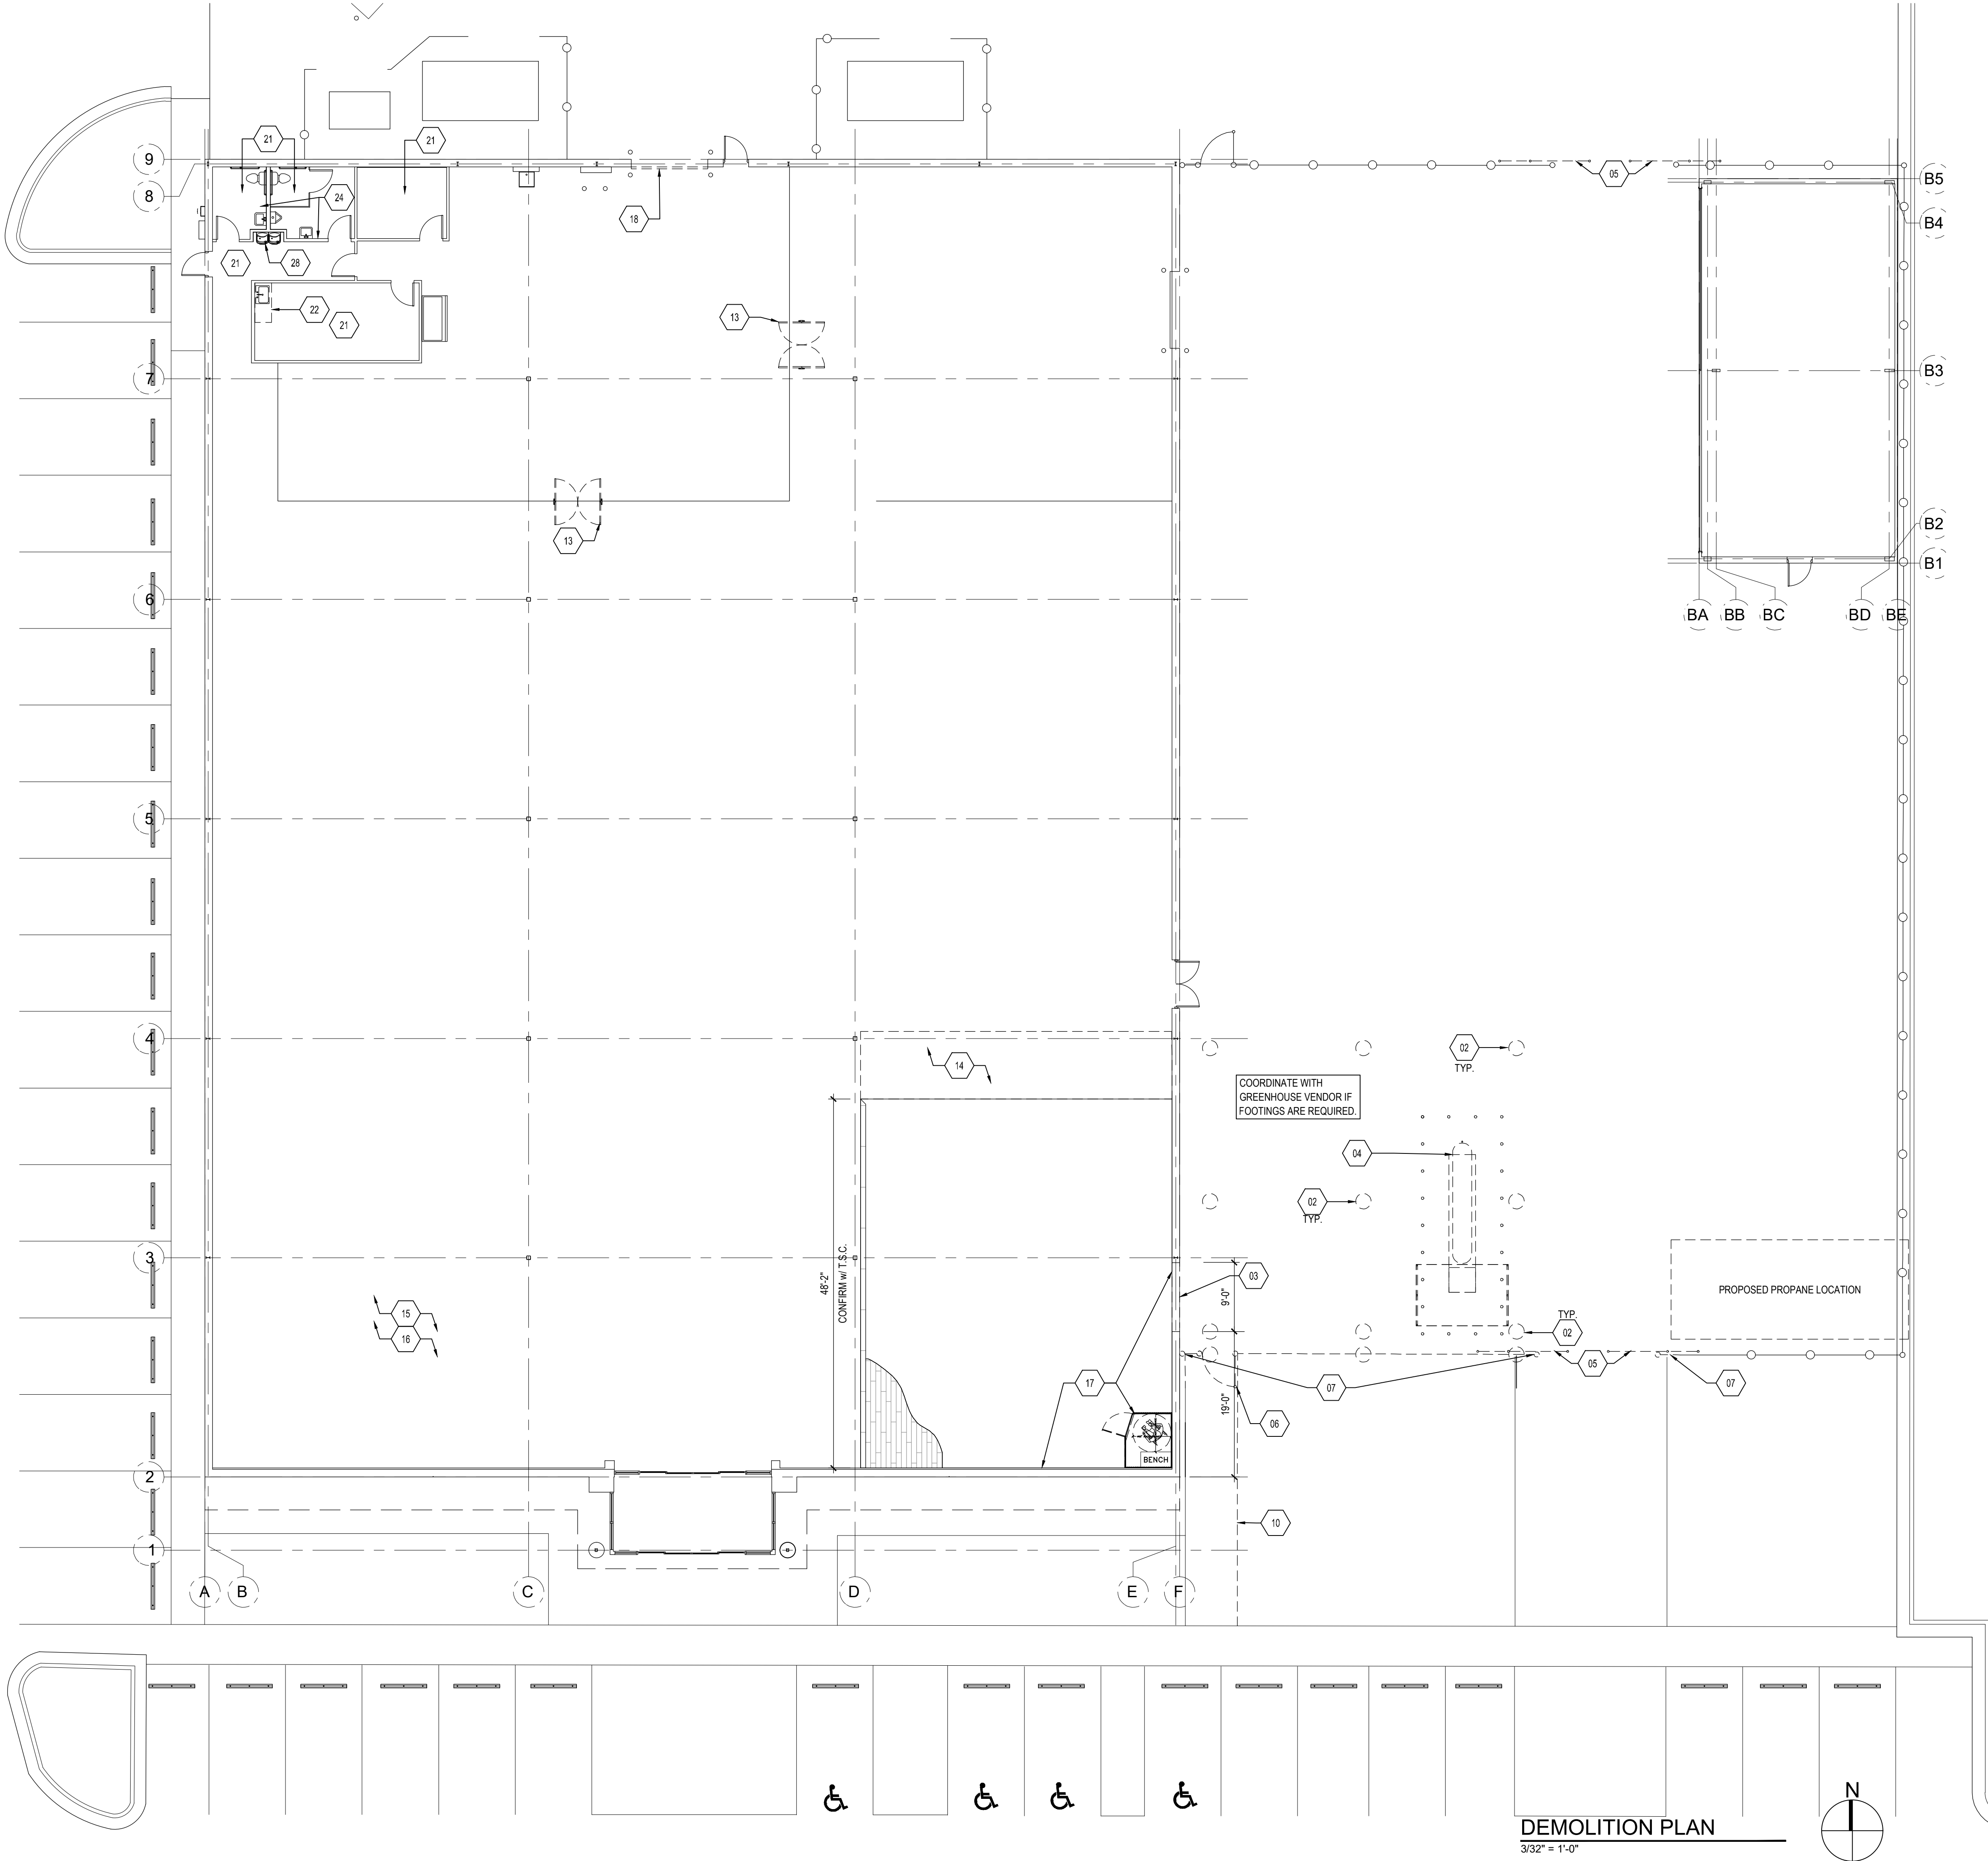 21
21
9
05
B5
8
24
18
B4
21
28
22
21
13
7
B3
13
B2
B1
6
BA
BB
BC
BD
BE
5
4
14
02
TYP.
COORDINATE WITH
GREENHOUSE VENDOR IF
FOOTINGS ARE REQUIRED.
04
02
TYP.
3
48'-2"
CONFIRM w/ T.S.C.
03
9'-0"
PROPOSED PROPANE LOCATION
15
16
TYP.
02
05
17
07
07
19'-0"
06
BENCH
2
10
1
A
B
C
D
E
F
N
DEMOLITION PLAN
3/32" = 1'-0"